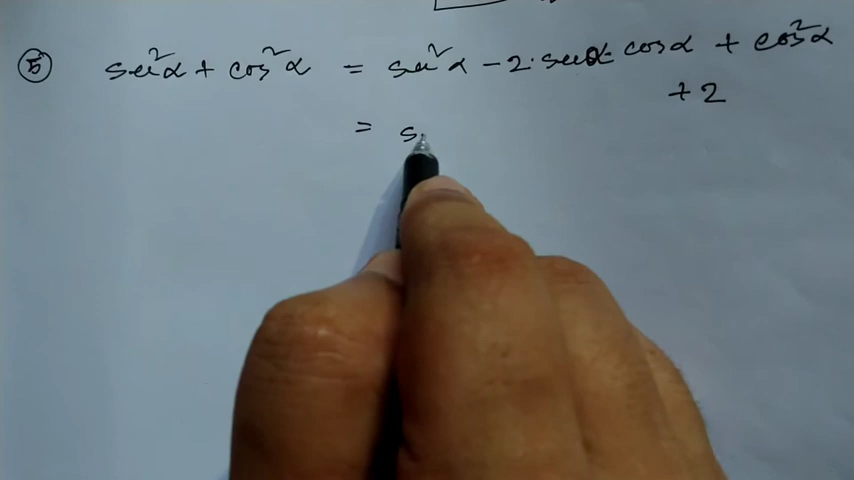 ⑤ sec²α + cos²α = sec²α - 2·secα·cosα + cos²α
+ 2
= s